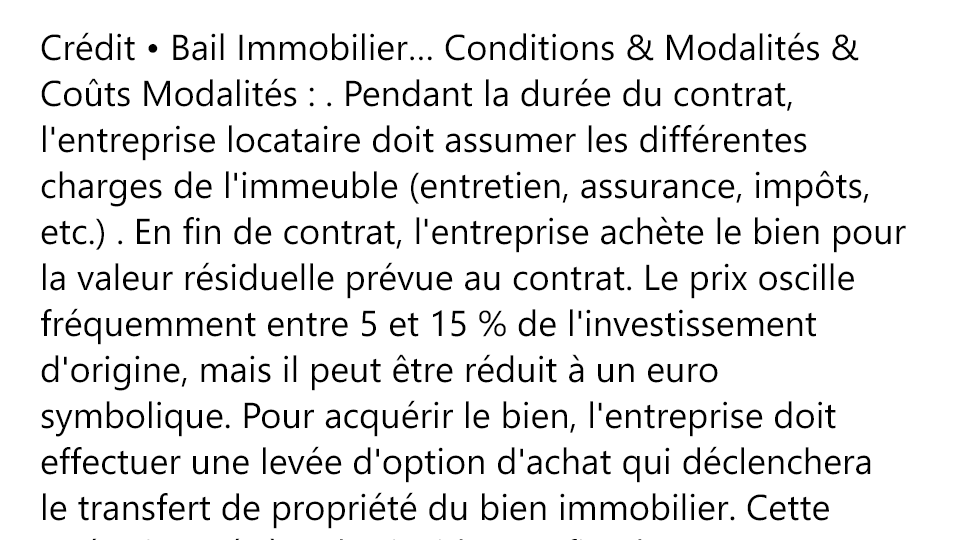 Crédit • Bail Immobilier… Conditions & Modalités &
Coûts Modalités : . Pendant la durée du contrat,
l'entreprise locataire doit assumer les différentes
charges de l'immeuble (entretien, assurance, impôts,
etc.) . En fin de contrat, l'entreprise achète le bien pour
la valeur résiduelle prévue au contrat. Le prix oscille
fréquemment entre 5 et 15 % de l'investissement
d'origine, mais il peut être réduit à un euro
symbolique. Pour acquérir le bien, l'entreprise doit
effectuer une levée d'option d'achat qui déclenchera
le transfert de propriété du bien immobilier. Cette